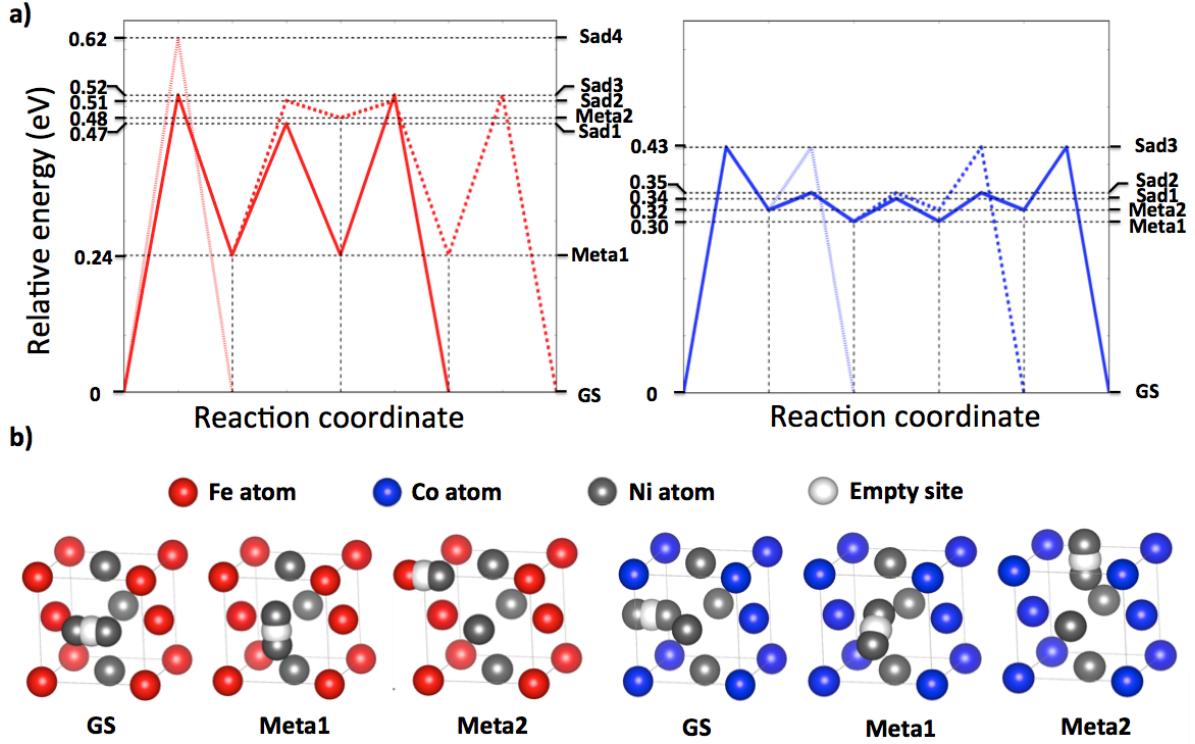 a)
Relative energy (eV)
0.62
0.52
0.51
0.48
0.47
0.24
0
Sad4
Sad3
Sad2
Meta2
Sad1
Meta1
GS
Reaction coordinate
0.43
0.35
0.34
0.32
0.30
0
Sad3
Sad2
Sad1
Meta2
Meta1
GS
Reaction coordinate
b)
Fe atom
Co atom
Ni atom
Empty site
GS
Meta1
Meta2
GS
Meta1
Meta2